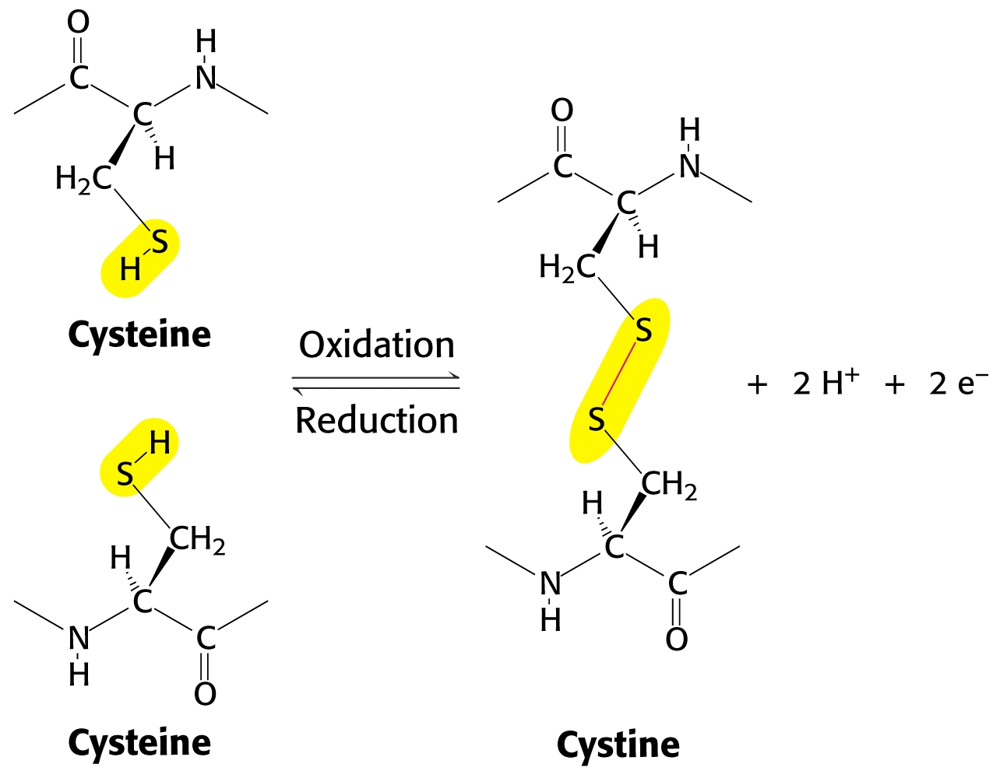 O
H
C
N
C
H
H₂C
S
H
Cysteine
Oxidation
Reduction
H
S
CH₂
H
C
N
C
H
O
Cysteine
O
H
C
N
C
H
H₂C
S
S
CH₂
H
C
N
C
H
O
Cystine
+ 2 H⁺ + 2 e⁻